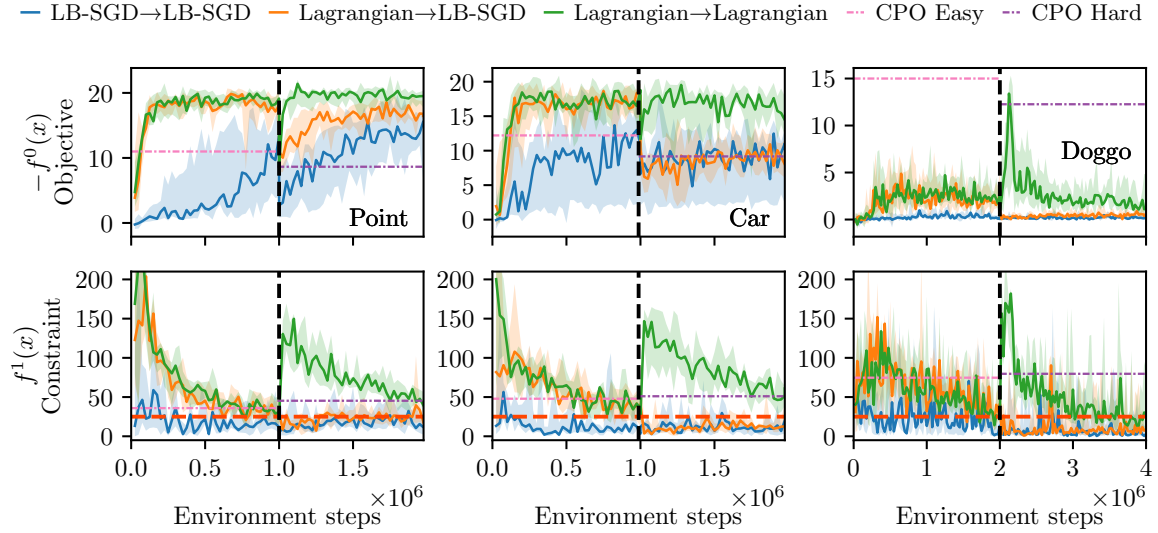 LB-SGD→LB-SGD Lagrangian→LB-SGD Lagrangian→Lagrangian CPO Easy CPO Hard
−f⁰(x)
Objective
20
10
0
Point
20
15
10
5
0
Car
15
10
5
0
Doggo
f¹(x)
Constraint
200
150
100
50
0
0.0 0.5 1.0 1.5
×10⁶
Environment steps
200
150
100
50
0
0.0 0.5 1.0 1.5
×10⁶
Environment steps
200
150
100
50
0
0 1 2 3 4
×10⁶
Environment steps